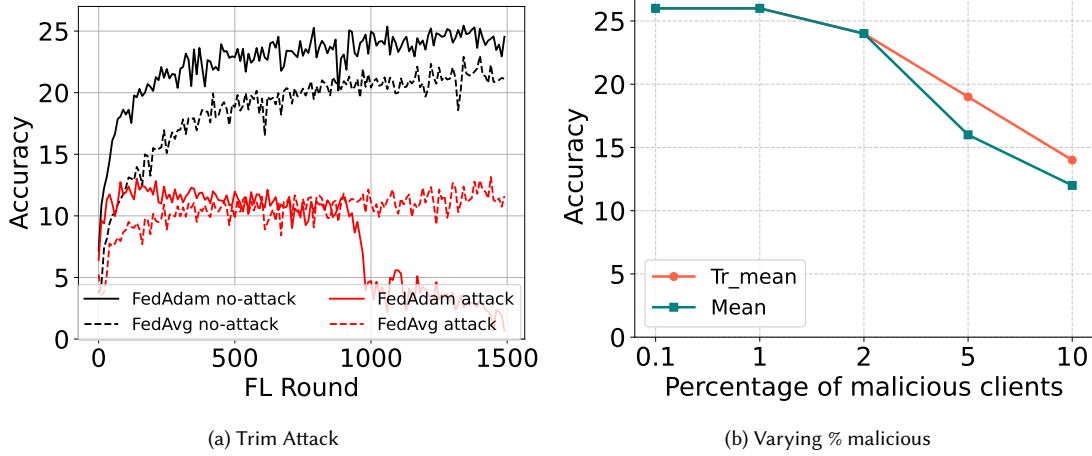 25
20
15
10
5
0
Accuracy
FedAdam no-attack
FedAvg no-attack
FedAdam attack
FedAvg attack
0 500 1000 1500
FL Round
(a) Trim Attack
25
20
15
10
5
0
Accuracy
Tr_mean
Mean
0.1 1 2 5 10
Percentage of malicious clients
(b) Varying % malicious